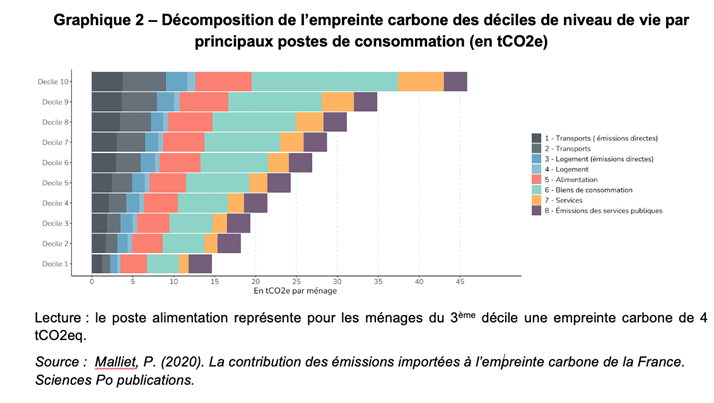 Graphique 2 – Décomposition de l’empreinte carbone des déciles de niveau de vie par
principaux postes de consommation (en tCO2e)
Decile 10
Decile 9
Decile 8
Decile 7
Decile 6
Decile 5
Decile 4
Decile 3
Decile 2
Decile 1
0 5 10 15 20 25 30 35 40 45
En tCO2e par ménage
1 - Transports ( émissions directes)
2 - Transports
3 - Logement (émissions directes)
4 - Logement
5 - Alimentation
6 - Biens de consommation
7 - Services
8 - Émissions des services publiques
Lecture : le poste alimentation représente pour les ménages du 3ème décile une empreinte carbone de 4
tCO2eq.
Source : Malliet, P. (2020). La contribution des émissions importées à l’empreinte carbone de la France.
Sciences Po publications.